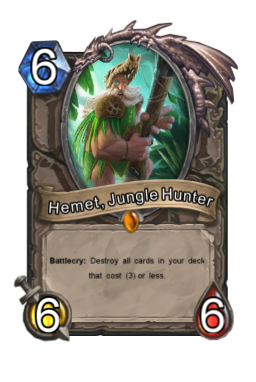 6
Hemet, Jungle Hunter
Battlecry: Destroy all cards in your deck
that cost (3) or less.
6 6